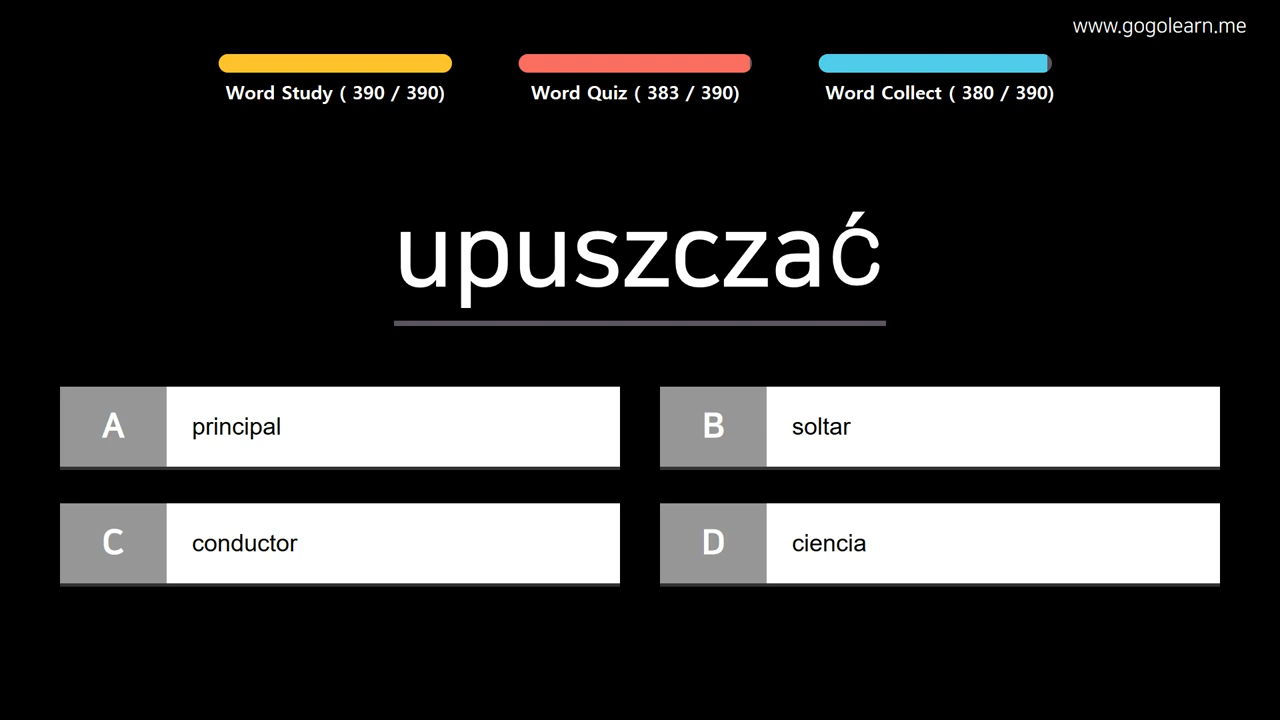 www.gogolearn.me
Word Study ( 390 / 390)
Word Quiz ( 383 / 390)
Word Collect ( 380 / 390)
upuszczać
A principal
B soltar
C conductor
D ciencia